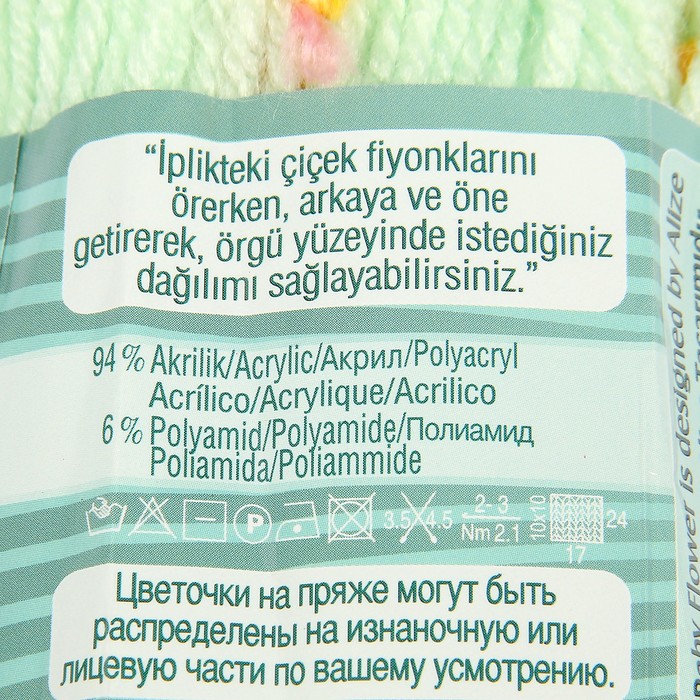 “İplikteki çiçek fiyonklarını
örerken, arkaya ve öne
getirerek, örgü yüzeyinde istediğiniz
dağılımı sağlayabilirsiniz.”
94 % Akrilik/Acrylic/Акрил/Polyacryl
Acrílico/Acrylique/Acrilico
6 % Polyamid/Polyamide/Полиамид
Poliamida/Poliammide
P 3.5 4.5 2-3 10x10 24
Nm 2.1
17
Цветочки на пряже могут быть
распределены на изнаночную или
лицевую части по вашему усмотрению.
by Flower is designed by Alize